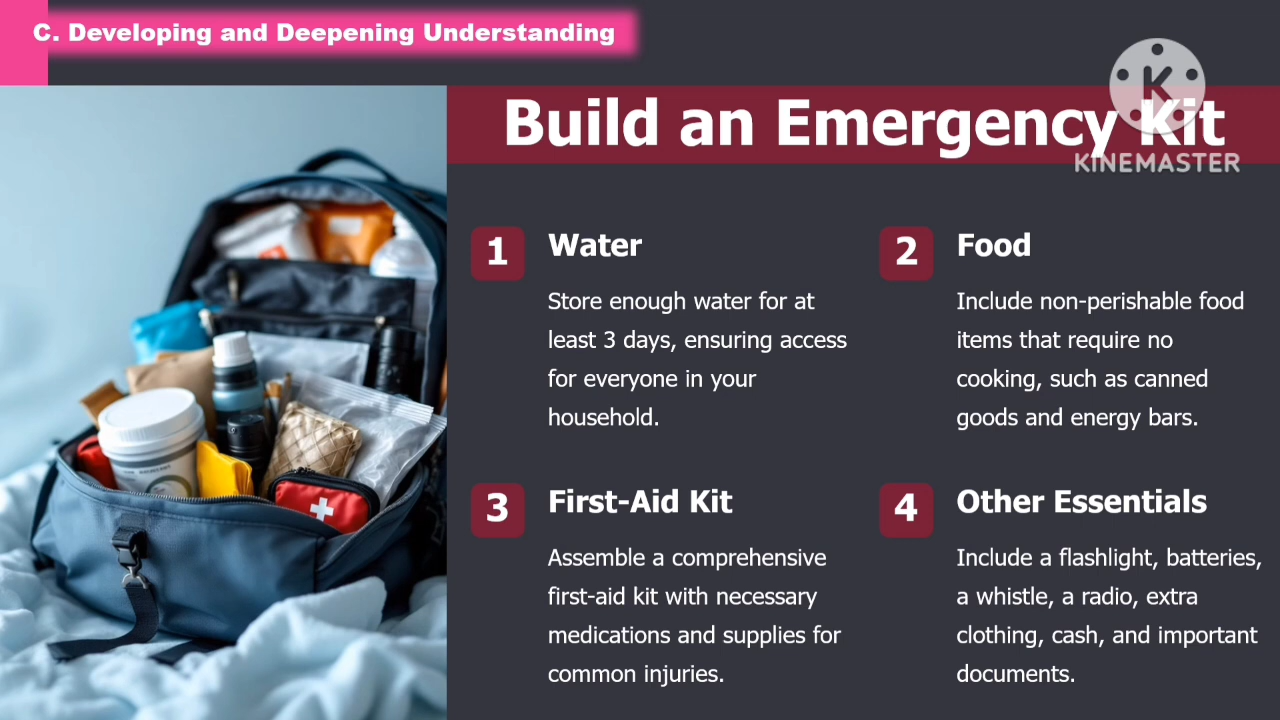 C. Developing and Deepening Understanding
Build an Emergency Kit
K
KINEMASTER
1
Water
Store enough water for at
least 3 days, ensuring access
for everyone in your
household.
2
Food
Include non-perishable food
items that require no
cooking, such as canned
goods and energy bars.
3
First-Aid Kit
Assemble a comprehensive
first-aid kit with necessary
medications and supplies for
common injuries.
4
Other Essentials
Include a flashlight, batteries,
a whistle, a radio, extra
clothing, cash, and important
documents.